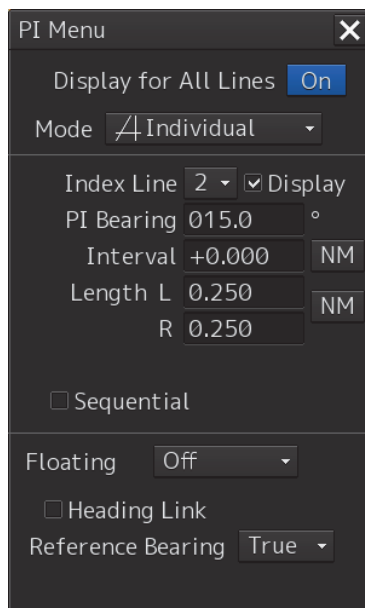 PI Menu
Display for All Lines On
Mode Individual
Index Line 2 Display
PI Bearing 015.0 °
Interval +0.000 NM
Length L 0.250 NM
R 0.250
Sequential
Floating Off
Heading Link
Reference Bearing True